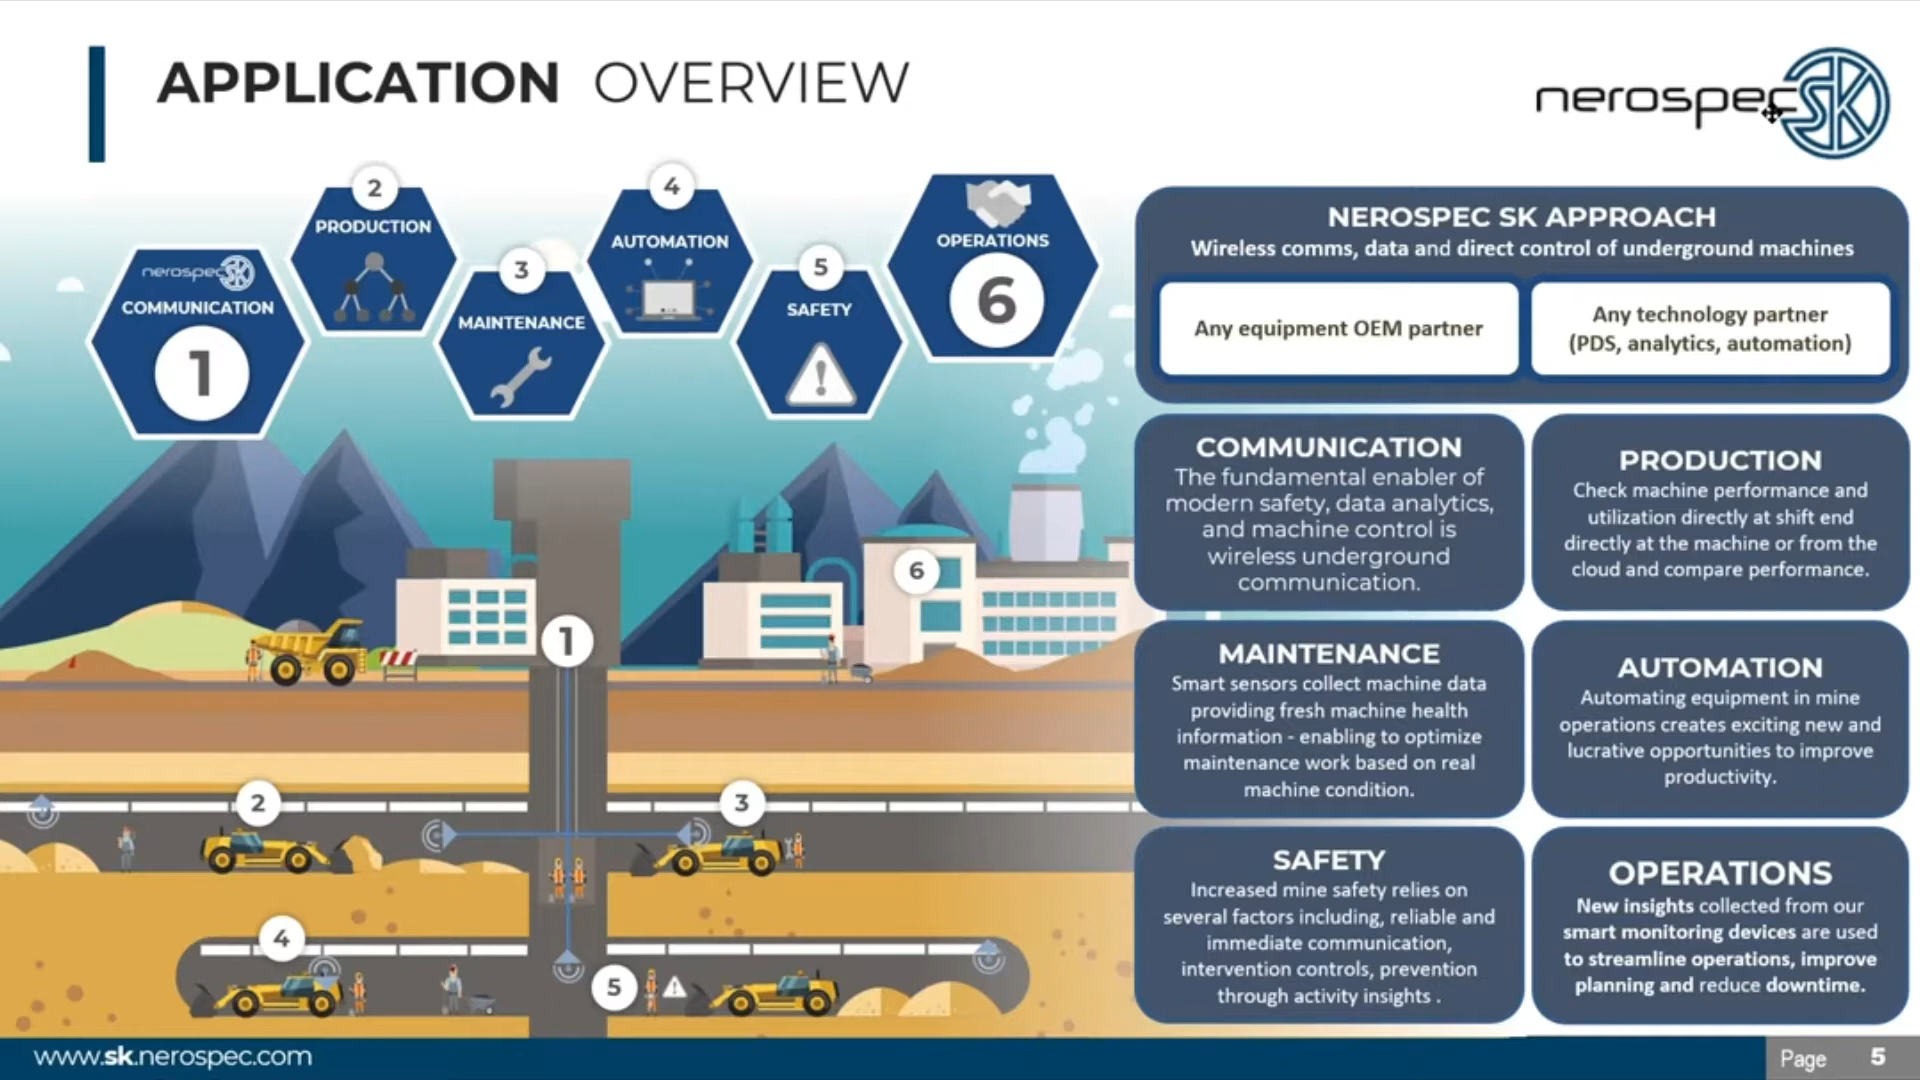 APPLICATION OVERVIEW
nerospec SK
2
PRODUCTION
4
AUTOMATION
OPERATIONS
6
nerospec SK
COMMUNICATION
1
3
MAINTENANCE
5
SAFETY
NEROSPEC SK APPROACH
Wireless comms, data and direct control of underground machines
Any equipment OEM partner
Any technology partner
(PDS, analytics, automation)
COMMUNICATION
The fundamental enabler of
modern safety, data analytics,
and machine control is
wireless underground
communication.
PRODUCTION
Check machine performance and
utilization directly at shift end
directly at the machine or from the
cloud and compare performance.
MAINTENANCE
Smart sensors collect machine data
providing fresh machine health
information - enabling to optimize
maintenance work based on real
machine condition.
AUTOMATION
Automating equipment in mine
operations creates exciting new and
lucrative opportunities to improve
productivity.
SAFETY
Increased mine safety relies on
several factors including, reliable and
immediate communication,
intervention controls, prevention
through activity insights .
OPERATIONS
New insights collected from our
smart monitoring devices are used
to streamline operations, improve
planning and reduce downtime.
6
1
2
3
4
5
www.sk.nerospec.com
Page 5